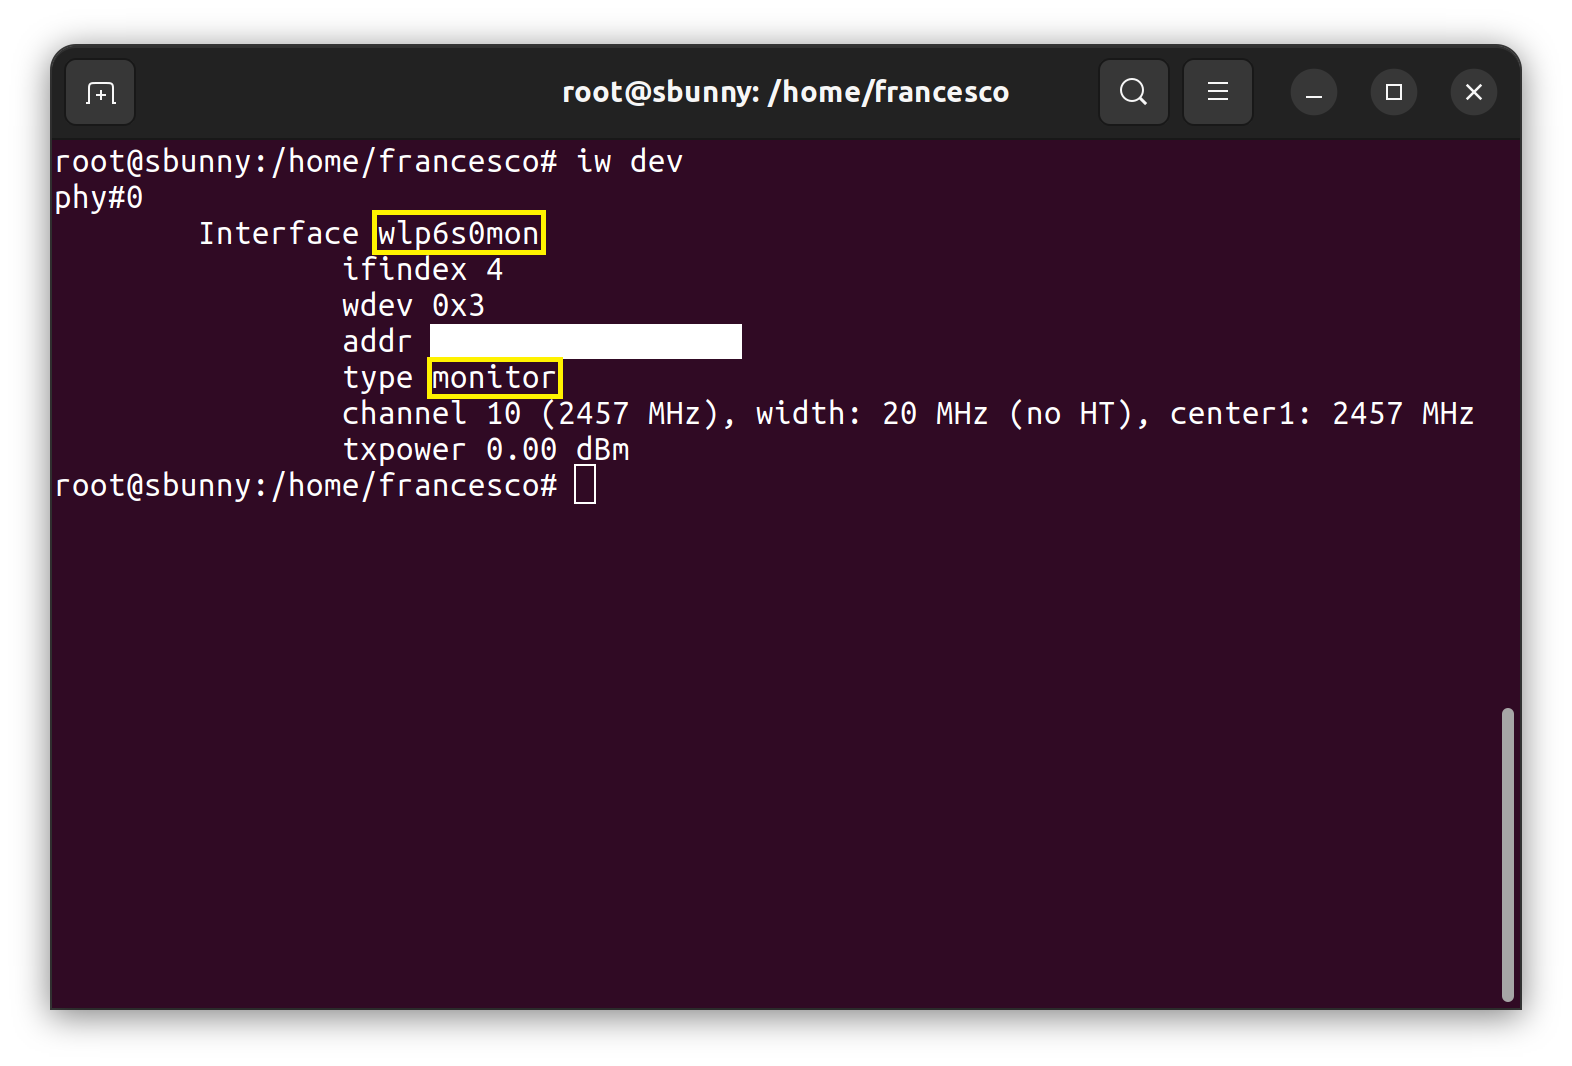 root@sbunny: /home/francesco
root@sbunny:/home/francesco# iw dev
phy#0
Interface wlp6s0mon
ifindex 4
wdev 0x3
addr
type monitor
channel 10 (2457 MHz), width: 20 MHz (no HT), center1: 2457 MHz
txpower 0.00 dBm
root@sbunny:/home/francesco#